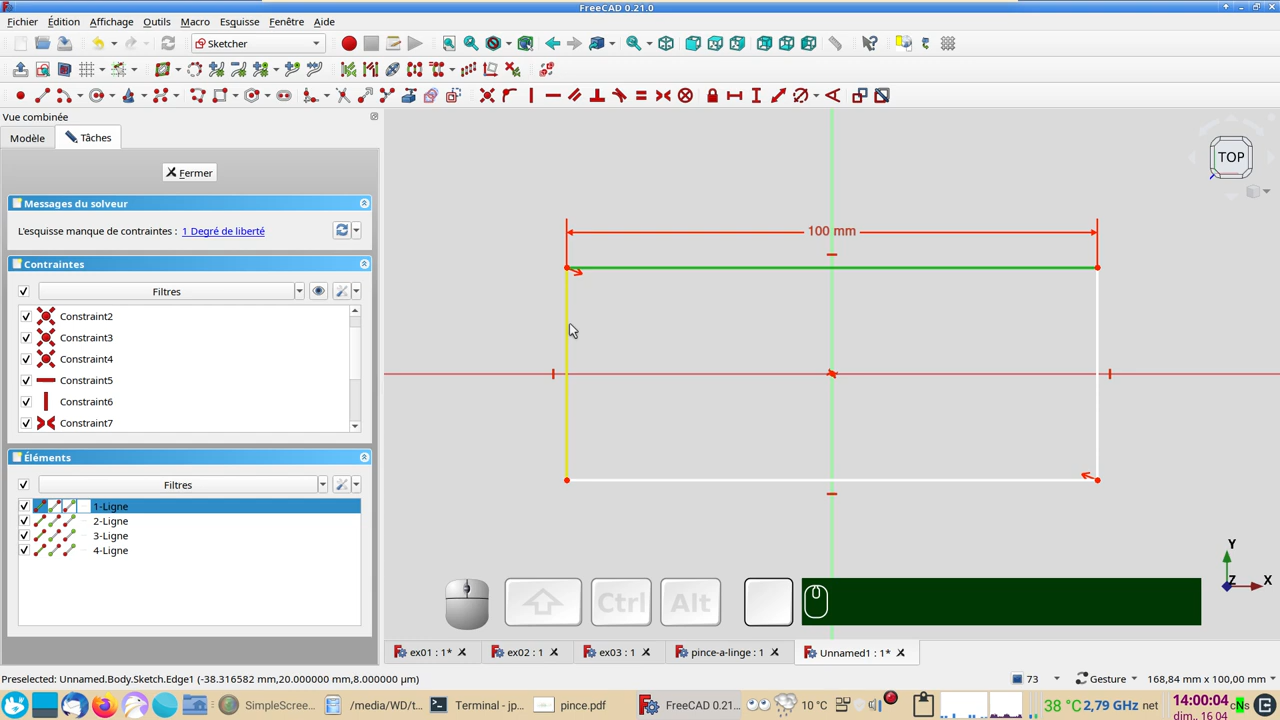 FreeCAD 0.21.0
Fichier Édition Affichage Outils Macro Esquisse Fenêtre Aide
Sketcher
Vue combinée
Modèle Tâches
Fermer
Messages du solveur
L'esquisse manque de contraintes : 1 Degré de liberté
Contraintes
Filtres
Constraint2
Constraint3
Constraint4
Constraint5
Constraint6
Constraint7
Éléments
Filtres
1-Ligne
2-Ligne
3-Ligne
4-Ligne
100 mm
TOP
Y
Z
X
Ctrl Alt
ex01 : 1* ex02 : 1 ex03 : 1 pince-a-linge : 1 Unnamed1 : 1*
Preselected: Unnamed.Body.Sketch.Edge1 (-38.316582 mm,20.000000 mm,8.000000 µm) 73 Gesture 168,84 mm x 100,00 mm
SimpleScree... /media/WD/t... Terminal - jp... pince.pdf FreeCAD 0.21... 10 °C 38 °C 2,79 GHz net 14:00:04
dim.. 16 04